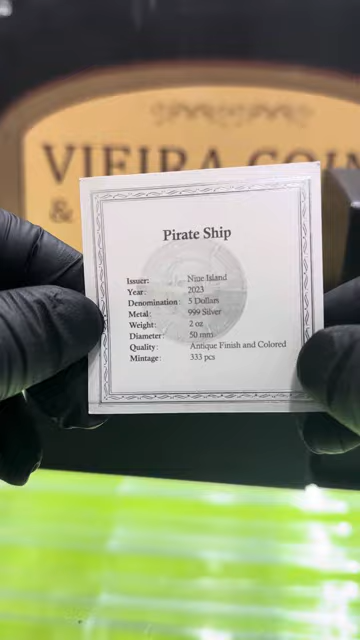 VIEIRA COIN
&
Pirate Ship
Issuer: Niue Island
Year: 2023
Denomination: 5 Dollars
Metal: 999 Silver
Weight: 2 oz
Diameter: 50 mm
Quality: Antique Finish and Colored
Mintage: 333 pcs